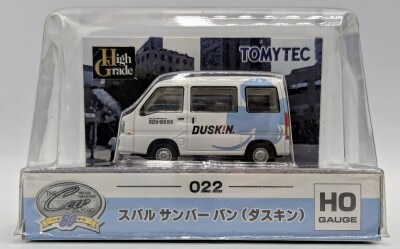 High
Grade
TOMYTEC
DUSKIN
022
THE
Car
スバル サンバー バン (ダスキン)
HO
GAUGE